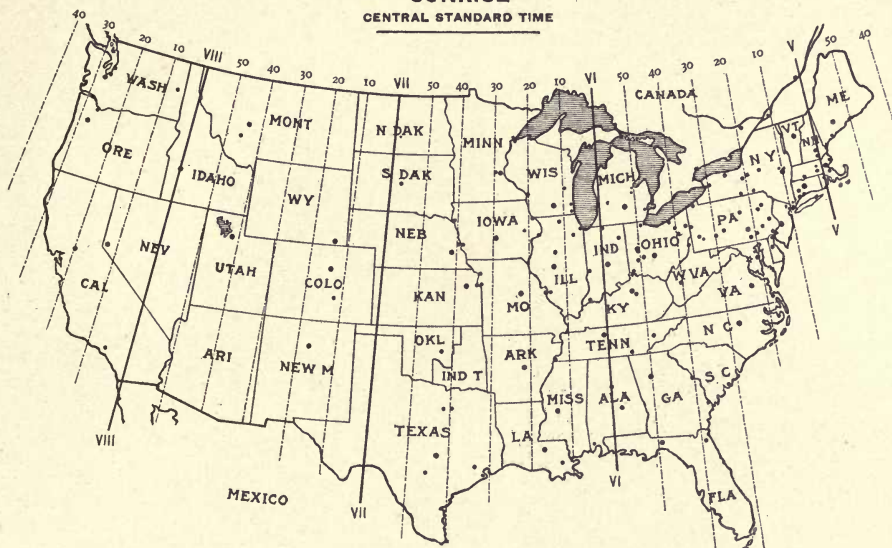 SUNRISE
CENTRAL STANDARD TIME
40 30 20 10 VIII 50 40 30 20 10 VII 50 40 30 20 10 VI 50 40 30 20 10 V 50 40
WASH
MONT
N DAK
MINN
CANADA
ME
VT
NH
ORE
IDAHO
WY
S DAK
WIS
MICH
N Y
NEV
NEB
IOWA
PA
CAL
UTAH
COLO
KAN
MO
ILL
IND
OHIO
W VA
VA
KY
ARI
NEW M
OKL
IND T
ARK
TENN
N C
S C
TEXAS
LA
MISS
ALA
GA
FLA
MEXICO
VIII
VII
VI
V